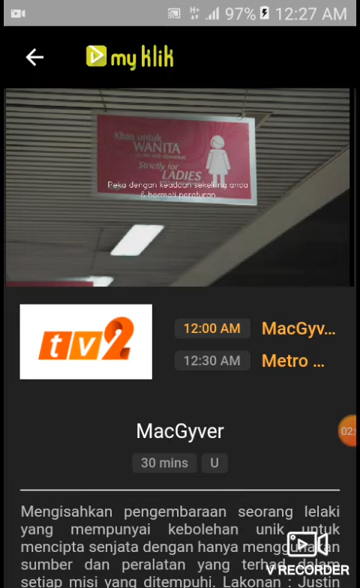 H+ 97% 12:27 AM
my klik
Khas untuk
WANITA
Strictly for
LADIES
Peka dengan keadaan sekeliling anda
& hormati peraturan
tv2
12:00 AM MacGyv...
12:30 AM Metro ...
MacGyver
02:
30 mins U
Mengisahkan pengembaraan seorang lelaki
yang mempunyai kebolehan unik untuk
mencipta senjata dengan hanya menggunakan
sumber dan peralatan yang terhad dalam
setiap misi yang ditempuhi. Lakonan : Justin
V RECORDER